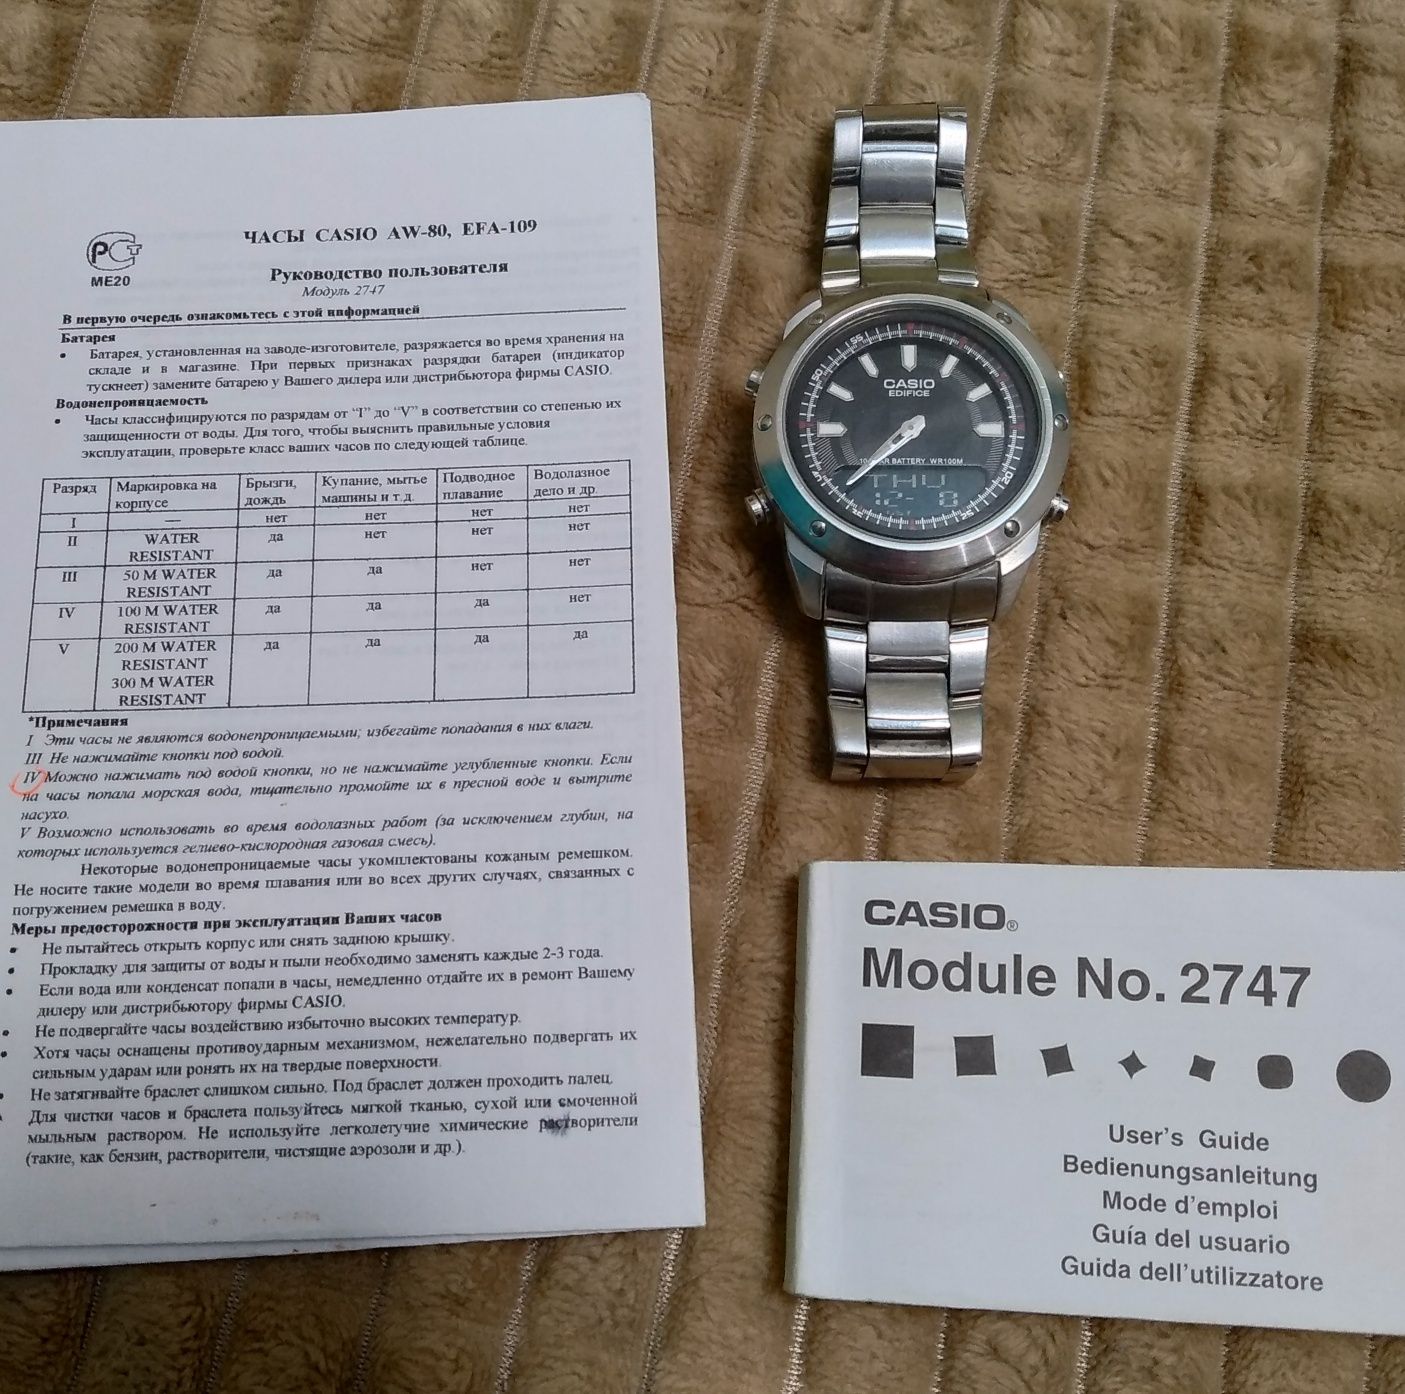 ЧАСЫ CASIO AW-80, EFA-109
РСТ
МЕ20
Руководство пользователя
Модуль 2747
В первую очередь ознакомьтесь с этой информацией
Батарея
• Батарея, установленная на заводе-изготовителе, разряжается во время хранения на
складе и в магазине. При первых признаках разрядки батареи (индикатор
тускнеет) замените батарею у Вашего дилера или дистрибьютора фирмы CASIO.
Водонепроницаемость
• Часы классифицируются по разрядам от “I” до “V” в соответствии со степенью их
защищенности от воды. Для того, чтобы выяснить правильные условия
эксплуатации, проверьте класс ваших часов по следующей таблице.
Разряд Маркировка на корпусе Брызги, дождь Купание, мытье машины и т.д. Подводное плавание Водолазное дело и др.
I — нет нет нет нет
II WATER RESISTANT да нет нет нет
III 50 M WATER RESISTANT да да нет нет
IV 100 M WATER RESISTANT да да да нет
V 200 M WATER RESISTANT 300 M WATER RESISTANT да да да да
*Примечания
I Эти часы не являются водонепроницаемыми; избегайте попадания в них влаги.
III Не нажимайте кнопки под водой.
IV Можно нажимать под водой кнопки, но не нажимайте углубленные кнопки. Если
на часы попала морская вода, тщательно промойте их в пресной воде и вытрите
насухо.
V Возможно использовать во время водолазных работ (за исключением глубин, на
которых используется гелиево-кислородная газовая смесь).
Некоторые водонепроницаемые часы укомплектованы кожаным ремешком.
Не носите такие модели во время плавания или во всех других случаях, связанных с
погружением ремешка в воду.
Меры предосторожности при эксплуатации Ваших часов
• Не пытайтесь открыть корпус или снять заднюю крышку.
• Прокладку для защиты от воды и пыли необходимо заменять каждые 2-3 года.
• Если вода или конденсат попали в часы, немедленно отдайте их в ремонт Вашему
дилеру или дистрибьютору фирмы CASIO.
• Не подвергайте часы воздействию избыточно высоких температур.
• Хотя часы оснащены противоударным механизмом, нежелательно подвергать их
сильным ударам или ронять их на твердые поверхности.
• Не затягивайте браслет слишком сильно. Под браслет должен проходить палец.
Для чистки часов и браслета пользуйтесь мягкой тканью, сухой или смоченной
мыльным раствором. Не используйте легколетучие химические растворители
(такие, как бензин, растворители, чистящие аэрозоли и др.).
55
50
CASIO
EDIFICE
BATTERY WR100M
20
25
THU
12- 8
CASIO®
Module No. 2747
User's Guide
Bedienungsanleitung
Mode d'emploi
Guía del usuario
Guida dell'utilizzatore